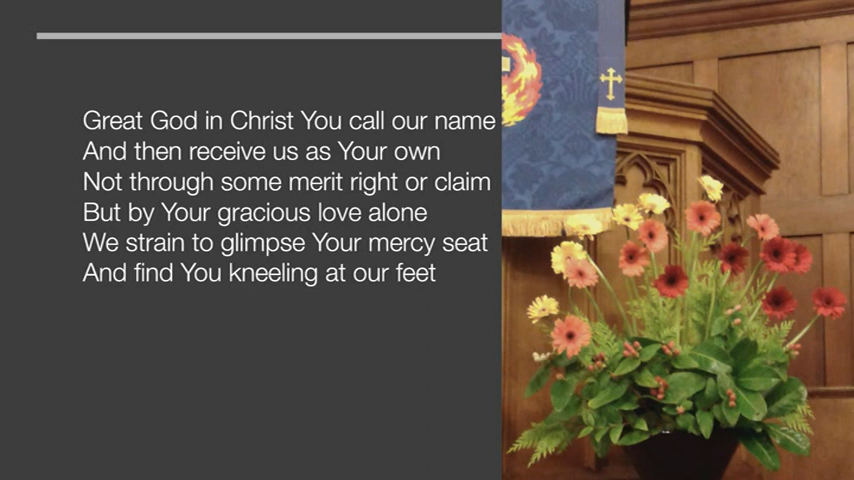 Great God in Christ You call our name
And then receive us as Your own
Not through some merit right or claim
But by Your gracious love alone
We strain to glimpse Your mercy seat
And find You kneeling at our feet